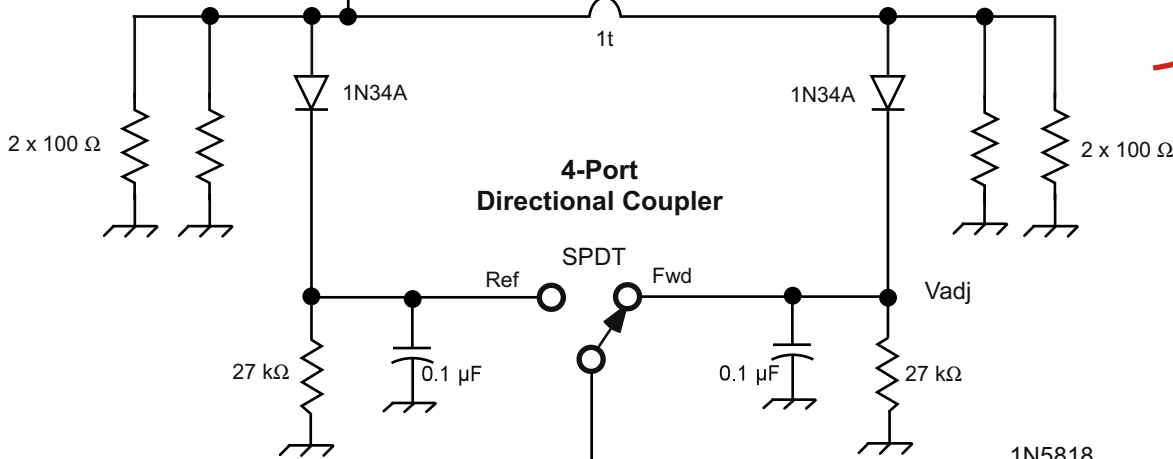 1t
1N34A
1N34A
2 x 100 Ω
2 x 100 Ω
4-Port
Directional Coupler
SPDT
Ref
Fwd
Vadj
27 kΩ
0.1 µF
0.1 µF
27 kΩ
1N5818